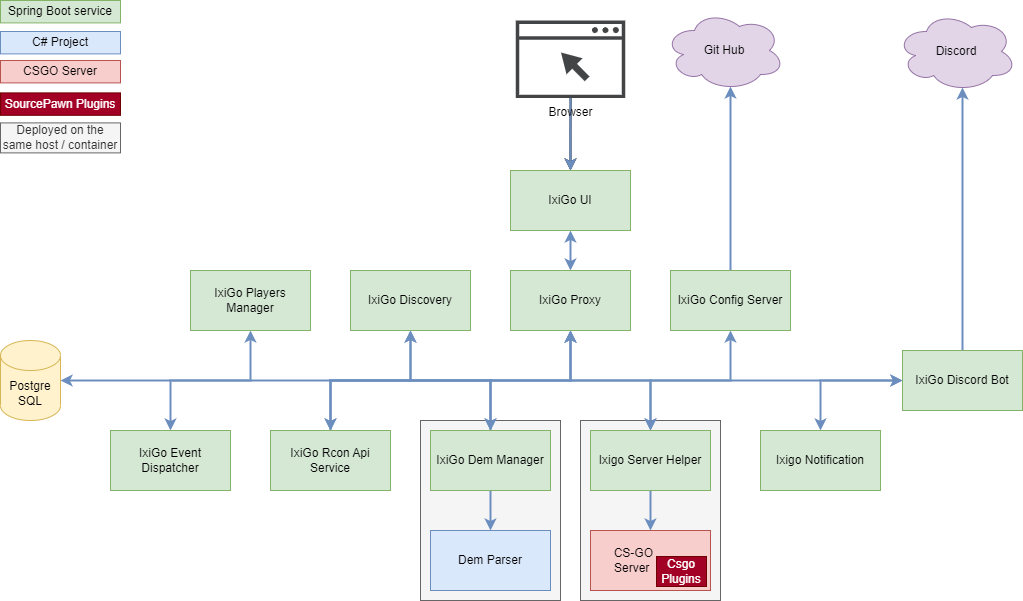 Spring Boot service
C# Project
CSGO Server
SourcePawn Plugins
Deployed on the
same host / container
Browser
Git Hub
Discord
IxiGo UI
IxiGo Players
Manager
IxiGo Discovery
IxiGo Proxy
IxiGo Config Server
Postgre
SQL
IxiGo Discord Bot
IxiGo Event
Dispatcher
IxiGo Rcon Api
Service
IxiGo Dem Manager
Ixigo Server Helper
Ixigo Notification
Dem Parser
CS-GO
Server
Csgo
Plugins